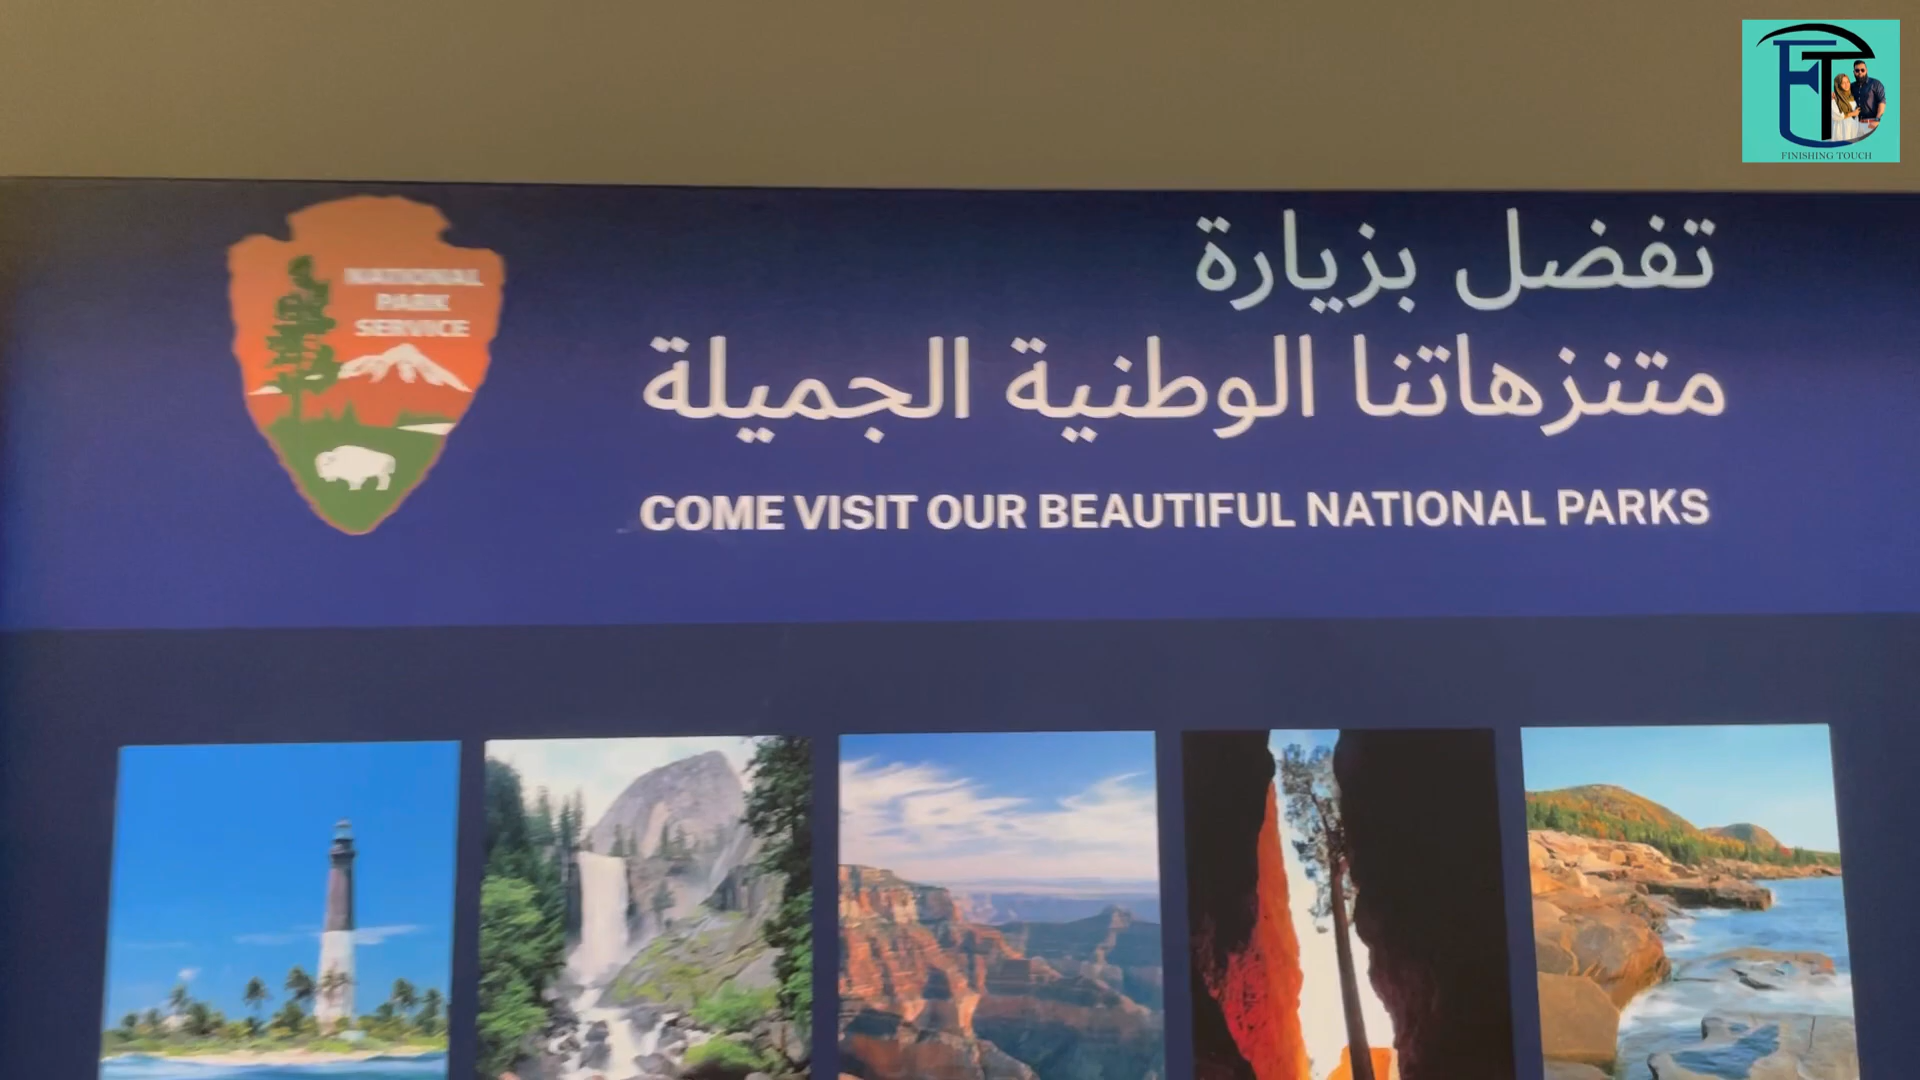 FINISHING TOUCH
NATIONAL
PARK
SERVICE
تفضل بزيارة
متنزهاتنا الوطنية الجميلة
COME VISIT OUR BEAUTIFUL NATIONAL PARKS